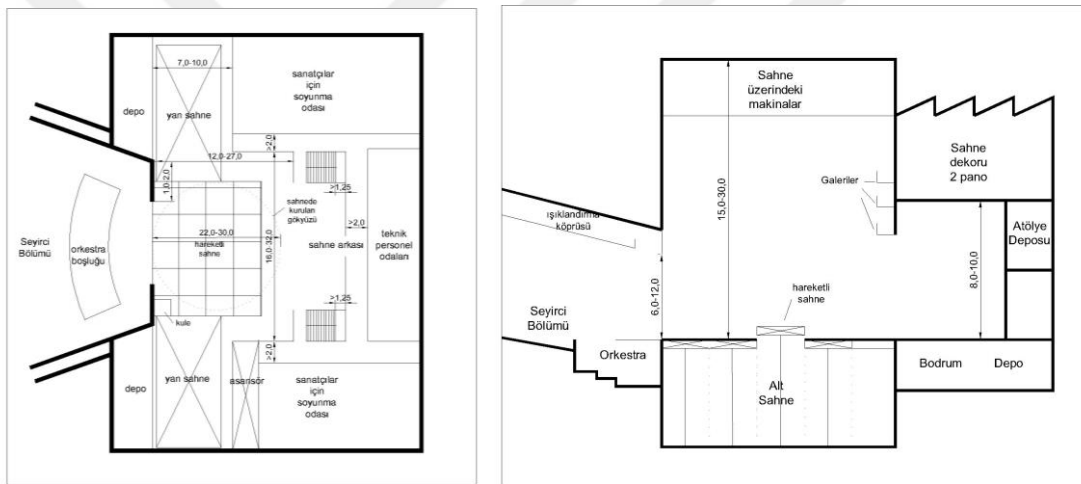 7,0-10,0
sanatçılar
için
soyunma
odası
depo
yan sahne
>2,0
12,0-27,0
1,0-2,0
>1,25
sahnede
kurulan
gökyüzü
>2,0
22,0-30,0
hareketli
sahne
16,0-32,0
sahne arkası
teknik
personel
odaları
Seyirci
Bölümü
orkestra
boşluğu
>1,25
kule
>2,0
depo
yan sahne
asansör
sanatçılar
için
soyunma
odası
Sahne
üzerindeki
makinalar
15,0-30,0
Sahne
dekoru
2 pano
Galeriler
ışıklandırma
köprüsü
Atölye
Deposu
6,0-12,0
8,0-10,0
hareketli
sahne
Seyirci
Bölümü
Orkestra
Alt
Sahne
Bodrum
Depo